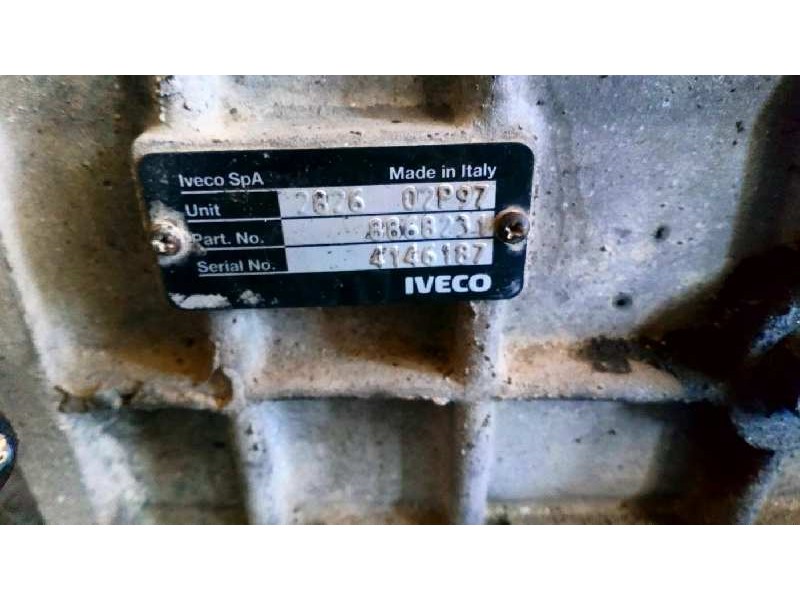 Iveco SpA Made in Italy
Unit 2826 02P97
Part. No. 8868231
Serial No. 4146187
IVECO